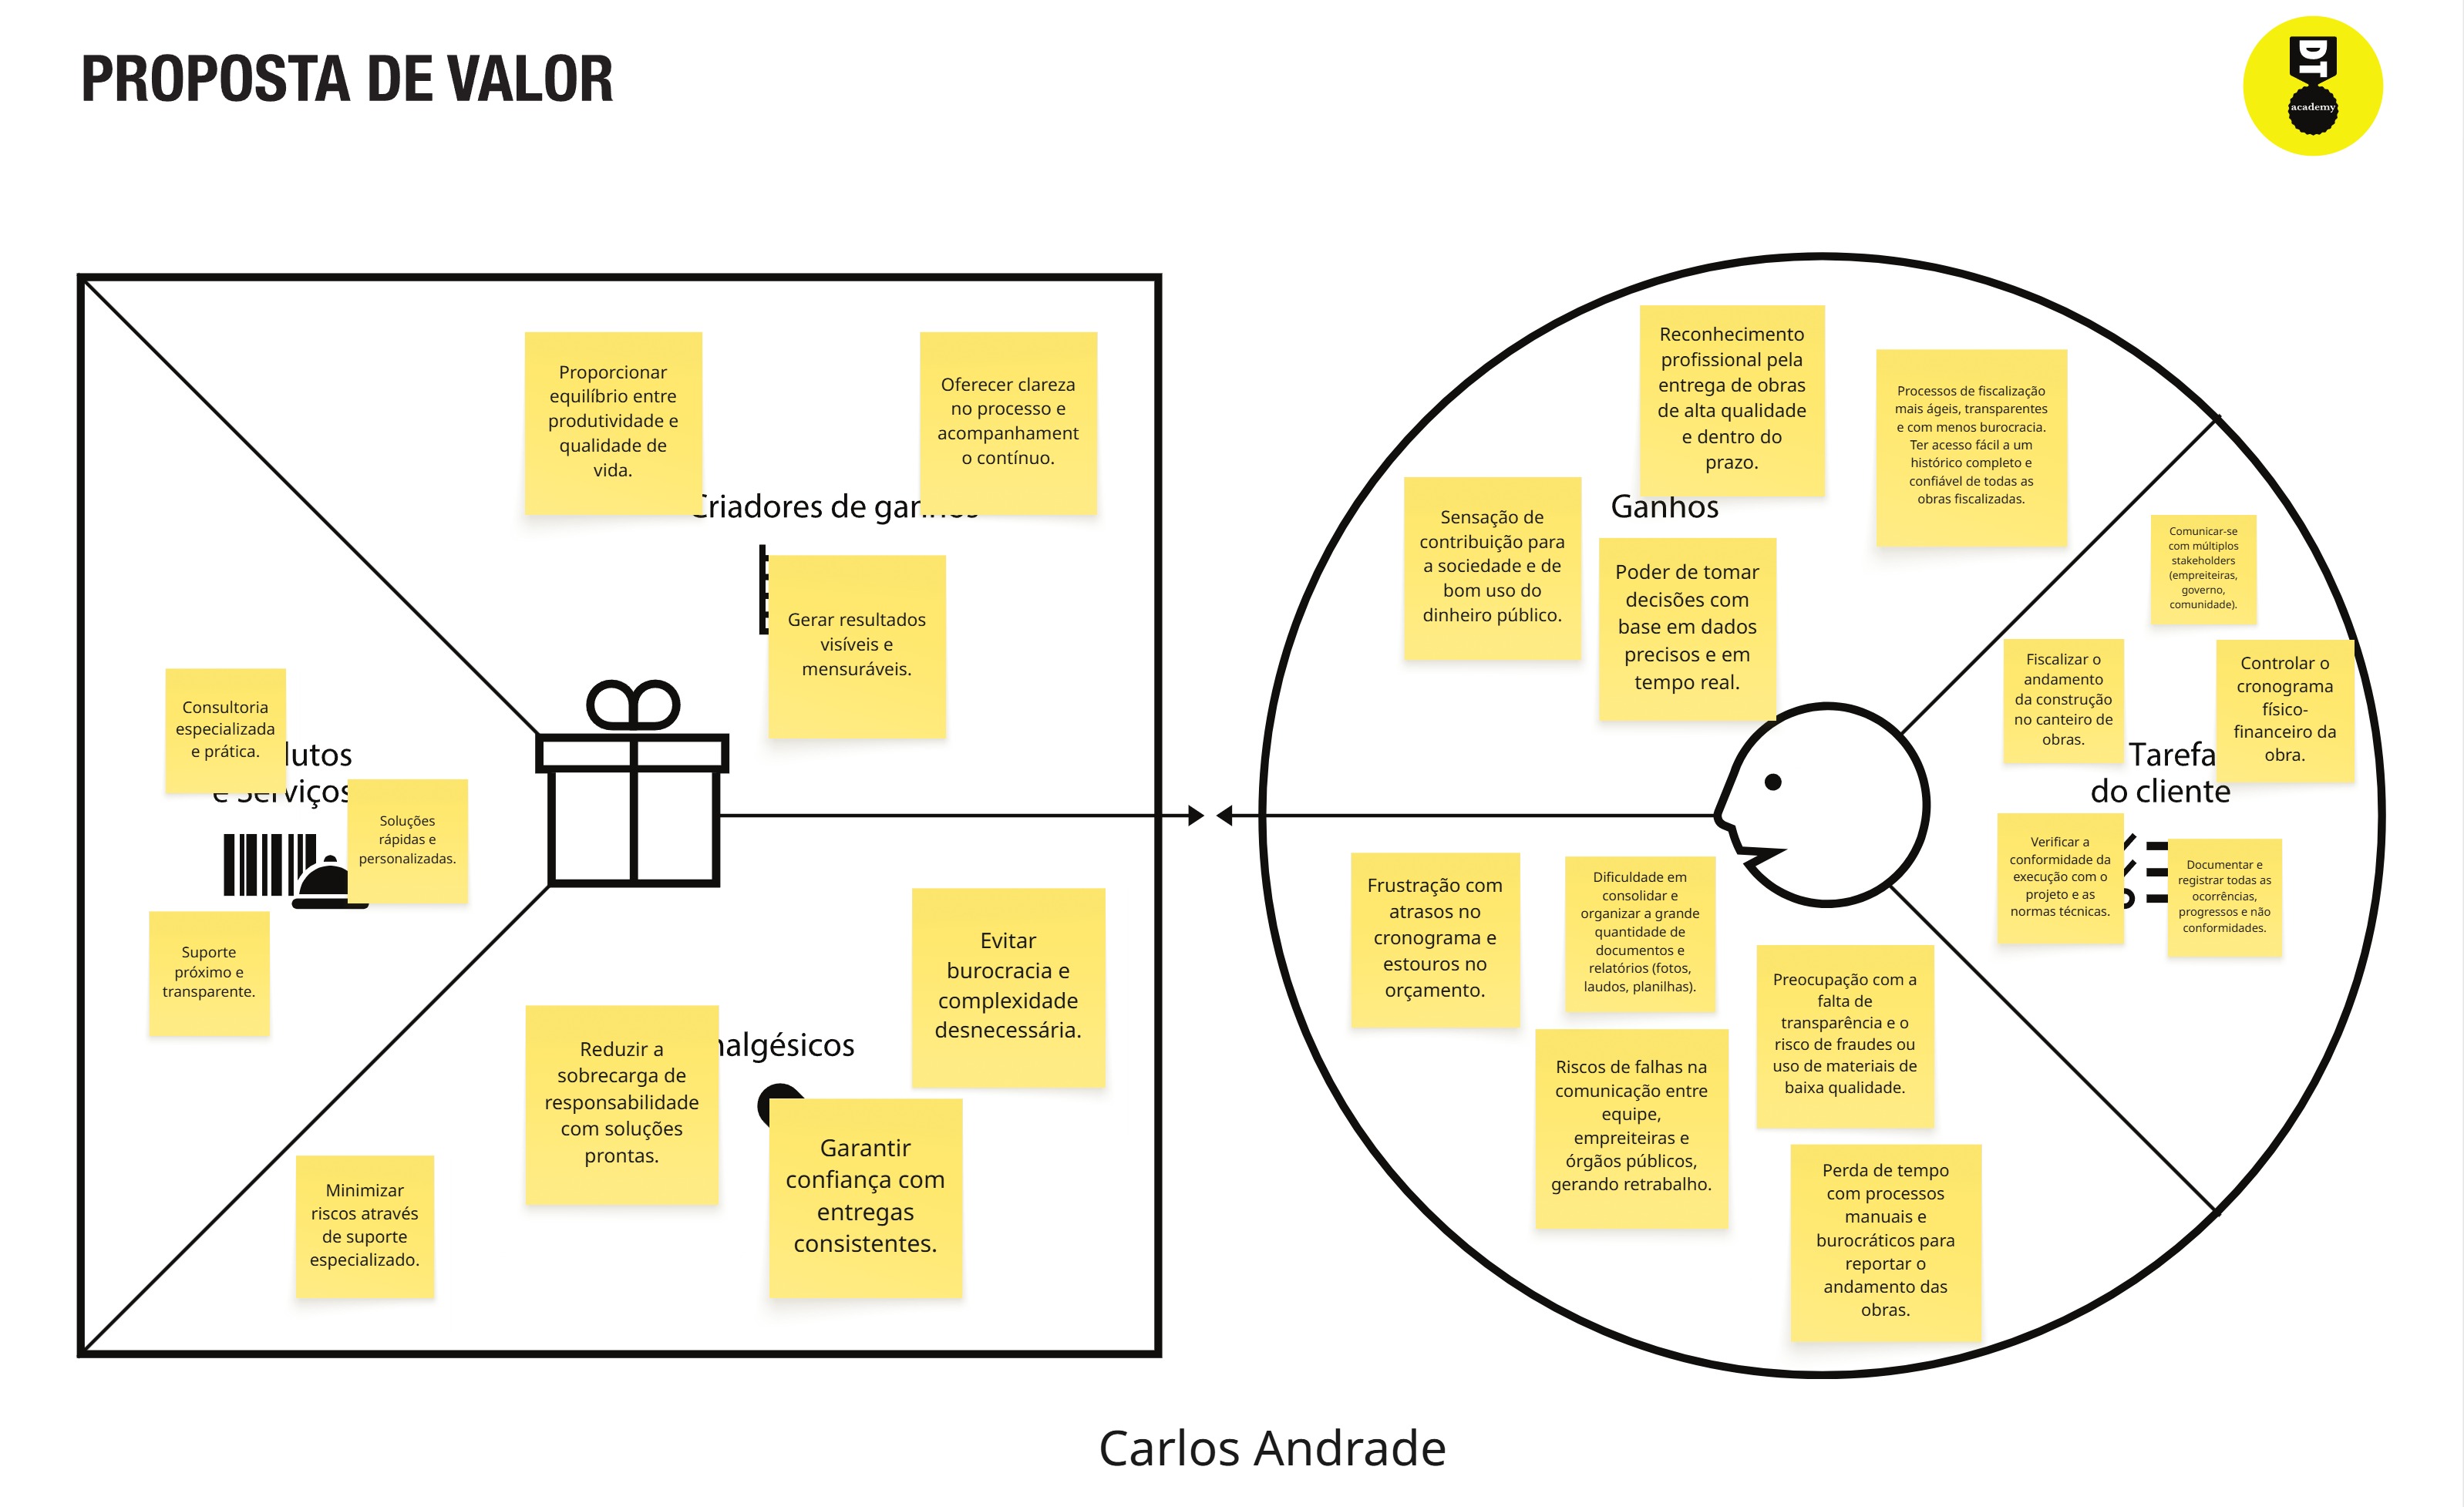 PROPOSTA DE VALOR
DT
academy
Proporcionar
equilíbrio entre
produtividade e
qualidade de
vida.
Oferecer clareza
no processo e
acompanhament
o contínuo.
Criadores de ganhos
Gerar resultados
visíveis e
mensuráveis.
Consultoria
especializada
e prática.
lutos
e Serviços
Soluções
rápidas e
personalizadas.
Suporte
próximo e
transparente.
nalgésicos
Evitar
burocracia e
complexidade
desnecessária.
Reduzir a
sobrecarga de
responsabilidade
com soluções
prontas.
Garantir
confiança com
entregas
consistentes.
Minimizar
riscos através
de suporte
especializado.
Reconhecimento
profissional pela
entrega de obras
de alta qualidade
e dentro do
prazo.
Processos de fiscalização
mais ágeis, transparentes
e com menos burocracia.
Ter acesso fácil a um
histórico completo e
confiável de todas as
obras fiscalizadas.
Ganhos
Sensação de
contribuição para
a sociedade e de
bom uso do
dinheiro público.
Poder de tomar
decisões com
base em dados
precisos e em
tempo real.
Comunicar-se
com múltiplos
stakeholders
(empreiteiras,
governo,
comunidade).
Fiscalizar o
andamento
da construção
no canteiro de
obras.
Controlar o
cronograma
físico-
financeiro da
obra.
Tarefa
do cliente
Verificar a
conformidade da
execução com o
projeto e as
normas técnicas.
Documentar e
registrar todas as
ocorrências,
progressos e não
conformidades.
Frustração com
atrasos no
cronograma e
estouros no
orçamento.
Dificuldade em
consolidar e
organizar a grande
quantidade de
documentos e
relatórios (fotos,
laudos, planilhas).
Preocupação com a
falta de
transparência e o
risco de fraudes ou
uso de materiais de
baixa qualidade.
Riscos de falhas na
comunicação entre
equipe,
empreiteiras e
órgãos públicos,
gerando retrabalho.
Perda de tempo
com processos
manuais e
burocráticos para
reportar o
andamento das
obras.
Carlos Andrade